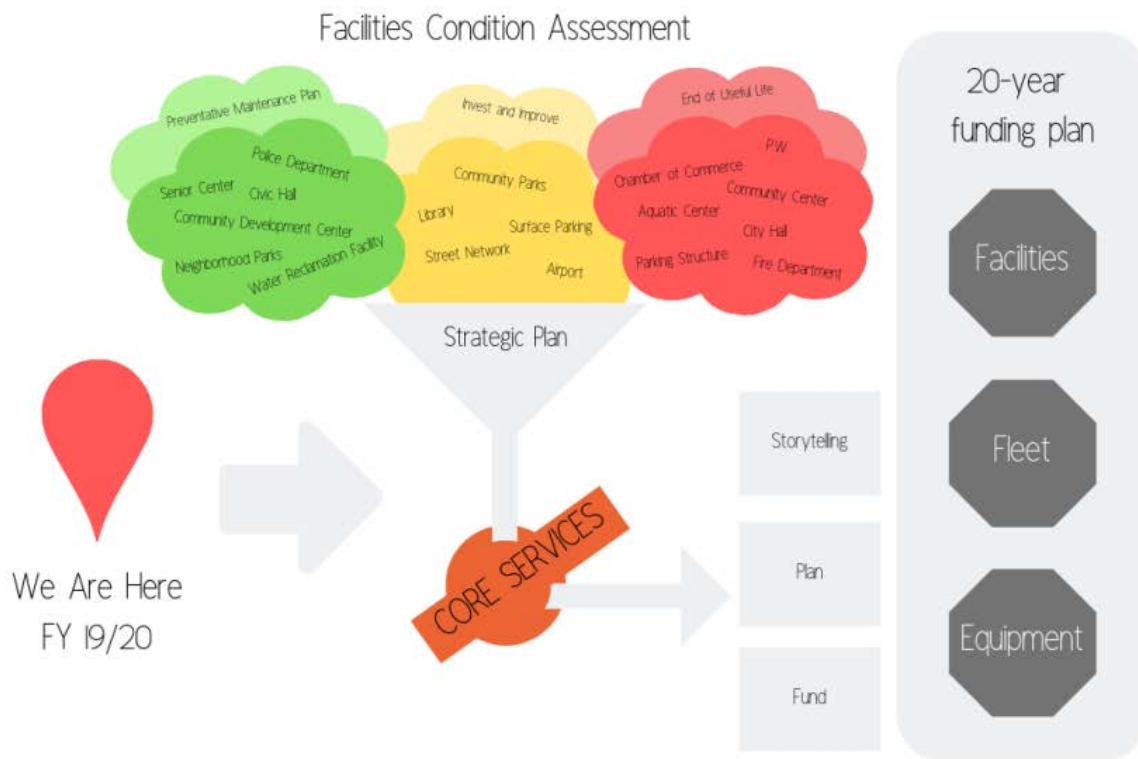 Facilities Condition Assessment
Preventative Maintenance Plan
Police Department
Senior Center
Civic Hall
Community Development Center
Neighborhood Parks
Water Reclamation Facility
Invest and Improve
Community Parks
Library
Surface Parking
Street Network
Airport
End of Useful Life
P.W.
Chamber of Commerce
Community Center
Aquatic Center
City Hall
Parking Structure
Fire Department
Strategic Plan
We Are Here
FY 19/20
CORE SERVICES
Storytelling
Plan
Fund
20-year
funding plan
Facilities
Fleet
Equipment